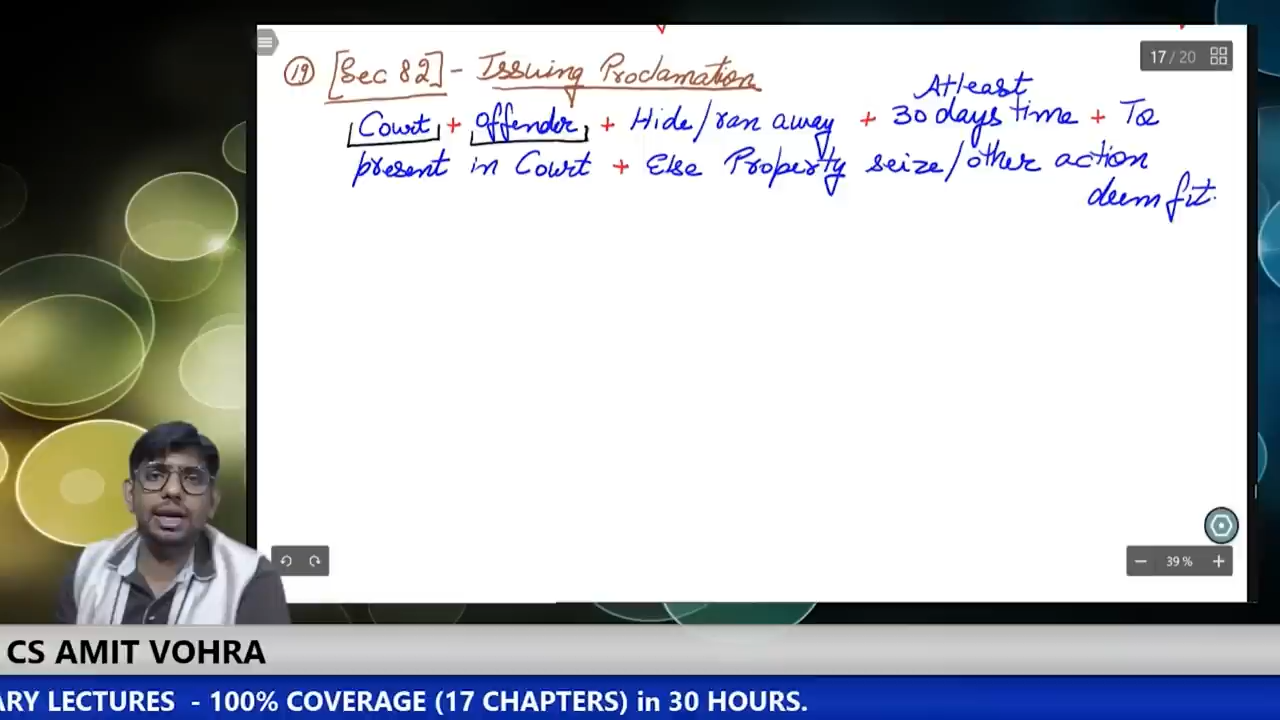 17 / 20
19 [Sec 82] - Issuing Proclamation
Atleast
Court + offender + Hide/ran away + 30 days time + To
present in Court + Else Property seize/other action
deem fit.
39 %
CS AMIT VOHRA
ARY LECTURES - 100% COVERAGE (17 CHAPTERS) in 30 HOURS.